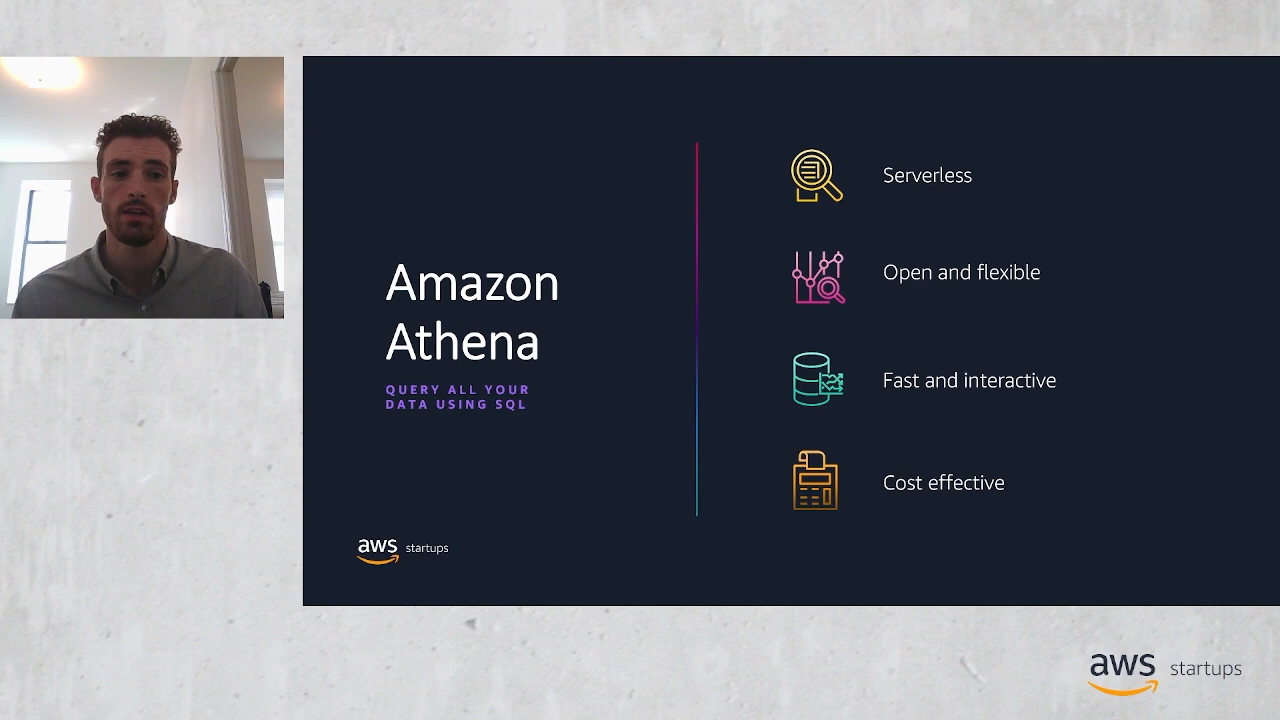 Amazon
Athena
QUERY ALL YOUR
DATA USING SQL
Serverless
Open and flexible
Fast and interactive
Cost effective
aws startups
aws startups